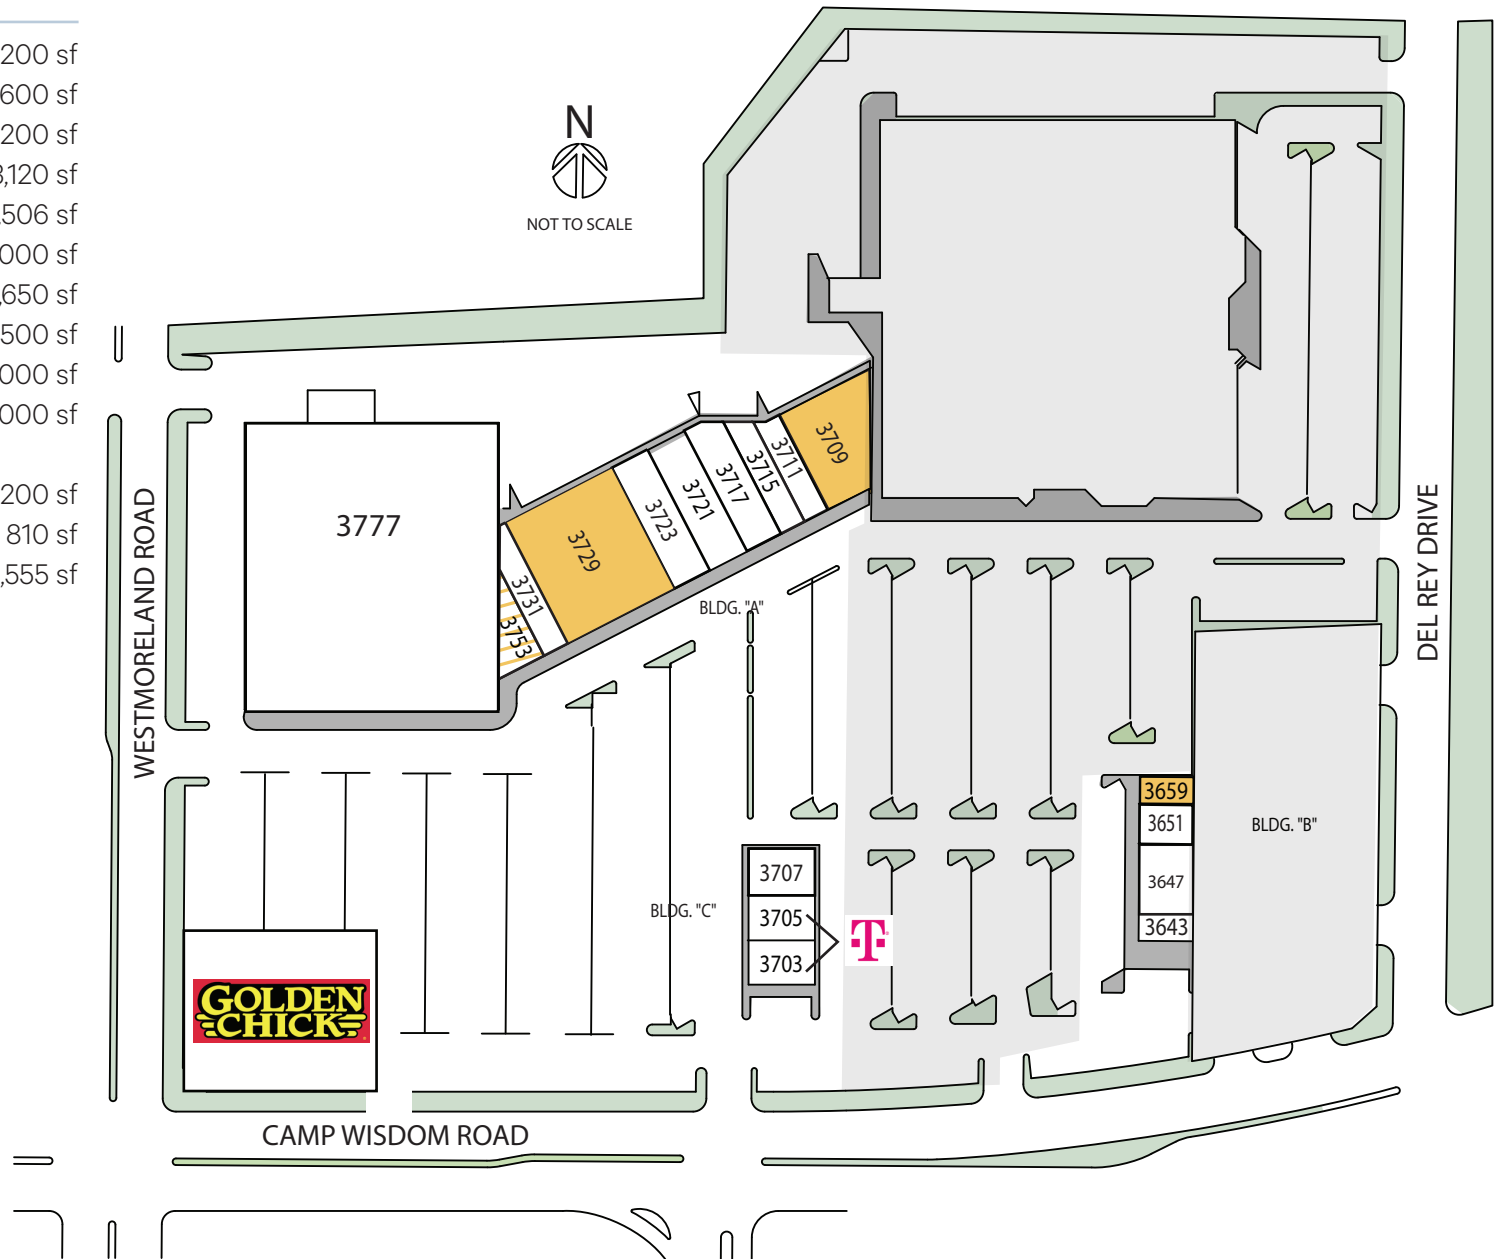 200 sf
600 sf
200 sf
3,120 sf
506 sf
000 sf
,650 sf
500 sf
000 sf
000 sf
200 sf
810 sf
,555 sf
N
NOT TO SCALE
WESTMORELAND ROAD
3777
3753
3731
3729
3723
3721
3717
3715
3711
3709
BLDG. "A"
DEL REY DRIVE
3659
3651
3647
3643
BLDG. "B"
3707
3705
3703
BLDG. "C"
T
GOLDEN
CHICK
CAMP WISDOM ROAD